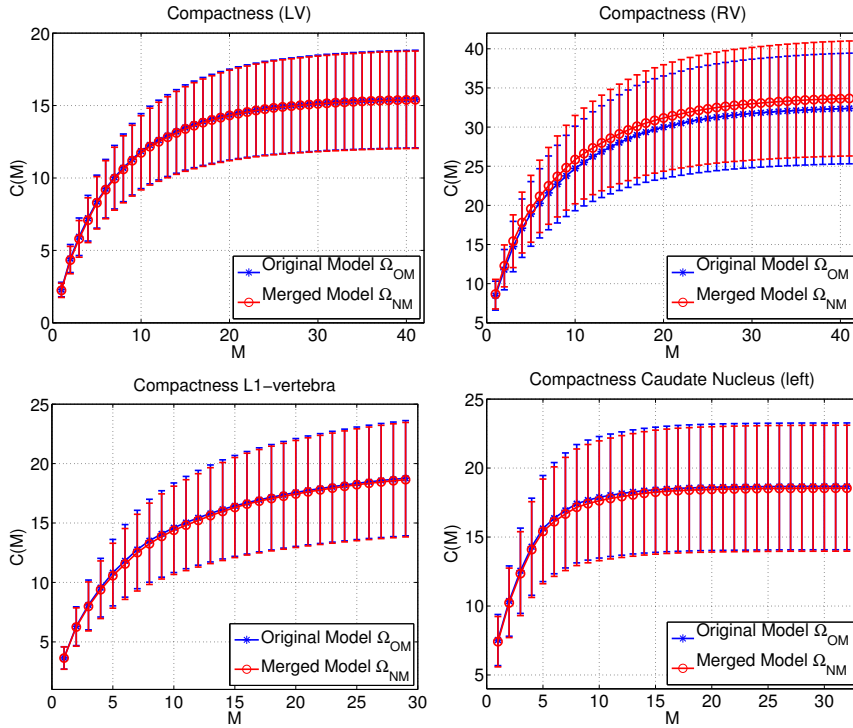 Compactness (LV)
20
15
10
5
0
C(M)
0 10 20 30 40
M
Original Model Ω_OM
Merged Model Ω_NM
Compactness (RV)
40
35
30
25
20
15
10
5
C(M)
0 10 20 30 40
M
Original Model Ω_OM
Merged Model Ω_NM
Compactness L1−vertebra
25
20
15
10
5
C(M)
0 5 10 15 20 25 30
M
Original Model Ω_OM
Merged Model Ω_NM
Compactness Caudate Nucleus (left)
25
20
15
10
5
C(M)
0 5 10 15 20 25 30
M
Original Model Ω_OM
Merged Model Ω_NM